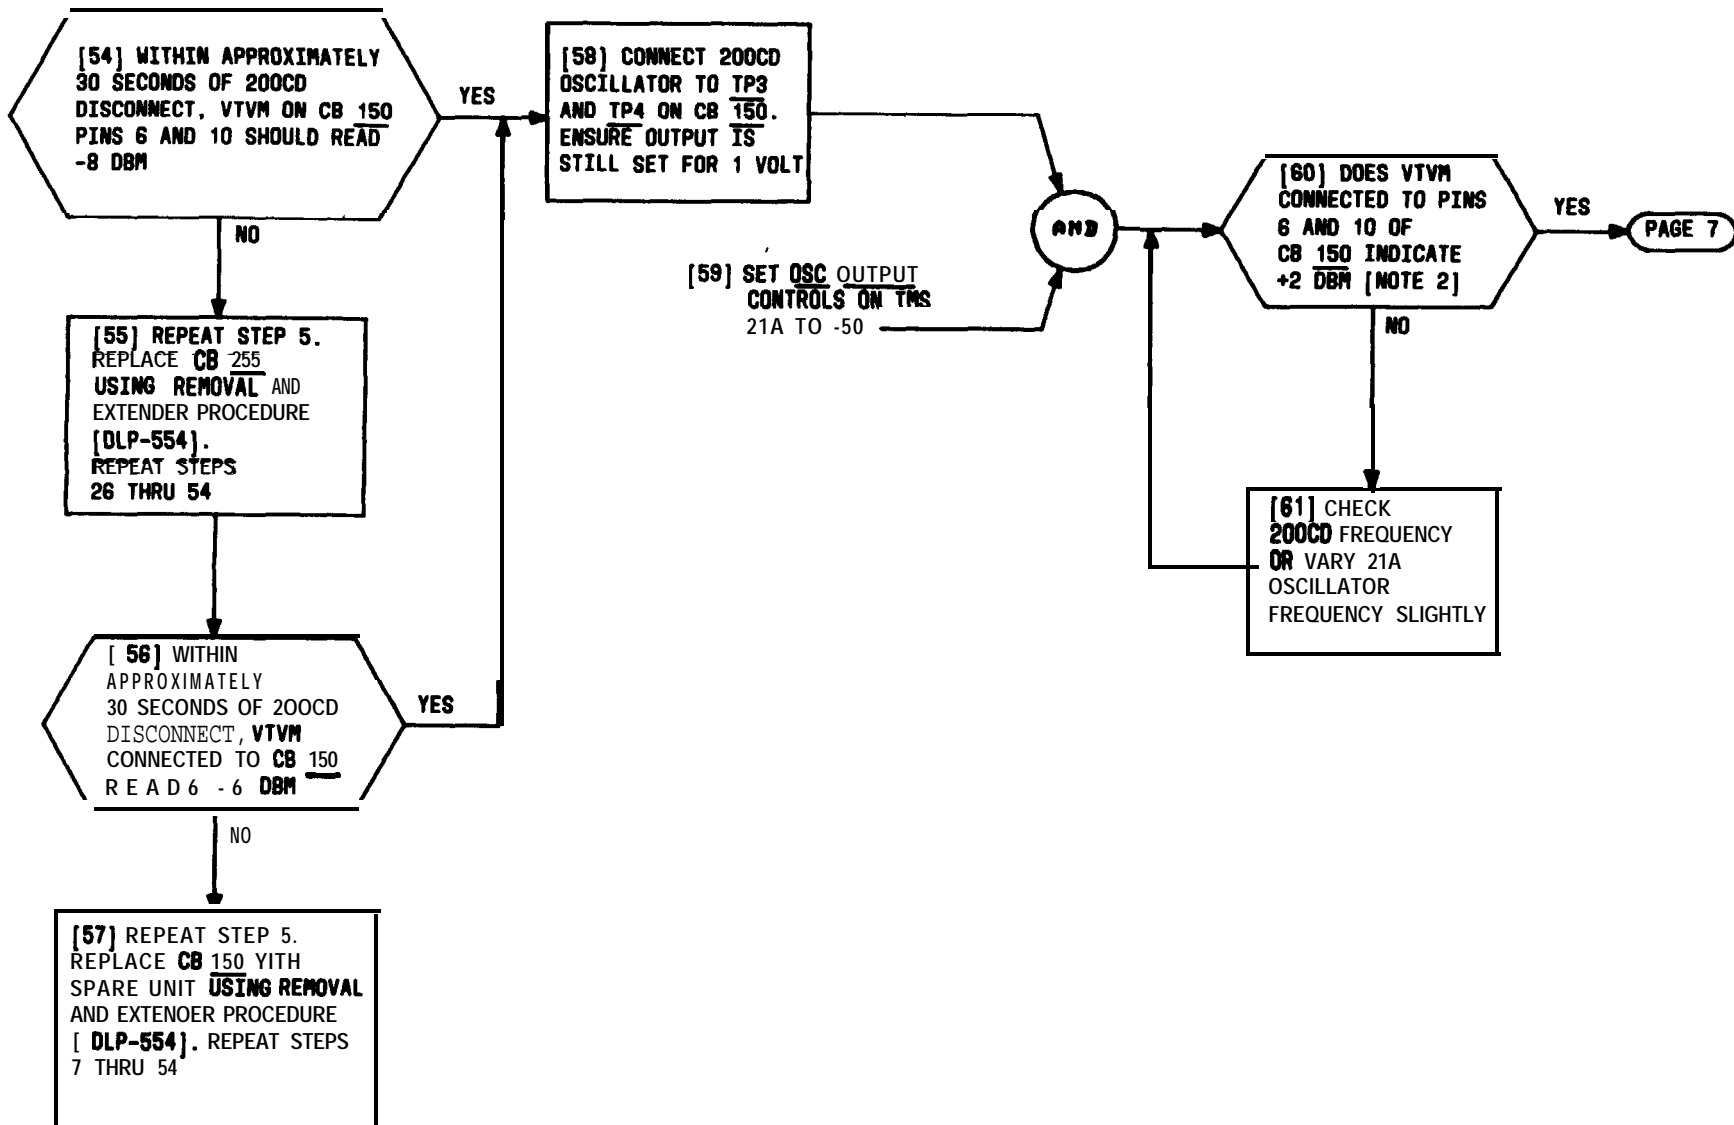 [54] WITHIN APPROXIMATELY
30 SECONDS OF 200CD
DISCONNECT, VTVM ON CB 150
PINS 6 AND 10 SHOULD READ
-8 DBM
YES
NO
[55] REPEAT STEP 5.
REPLACE CB 255
USING REMOVAL AND
EXTENDER PROCEDURE
[DLP-554].
REPEAT STEPS
26 THRU 54
[ 56] WITHIN
APPROXIMATELY
30 SECONDS OF 200CD
DISCONNECT, VTVM
CONNECTED TO CB 150
READ6 -6 DBM
YES
NO
[57] REPEAT STEP 5.
REPLACE CB 150 YITH
SPARE UNIT USING REMOVAL
AND EXTENOER PROCEDURE
[ DLP-554]. REPEAT STEPS
7 THRU 54
[58] CONNECT 200CD
OSCILLATOR TO TP3
AND TP4 ON CB 150.
ENSURE OUTPUT IS
STILL SET FOR 1 VOLT
[59] SET OSC OUTPUT
CONTROLS ON TMS
21A TO -50
AND
[60] DOES VTVM
CONNECTED TO PINS
6 AND 10 OF
CB 150 INDICATE
+2 DBM [NOTE 2]
YES
PAGE 7
NO
[61] CHECK
200CD FREQUENCY
OR VARY 21A
OSCILLATOR
FREQUENCY SLIGHTLY